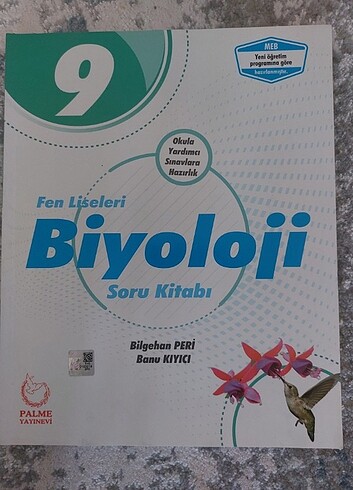 9
MEB
Yeni öğretim
programına göre
hazırlanmıştır.
Okula
Yardımcı
Sınavlara
Hazırlık
Fen Liseleri
Biyoloji
Soru Kitabı
Bilgehan PERİ
Banu KIYICI
PALME
YAYINEVİ